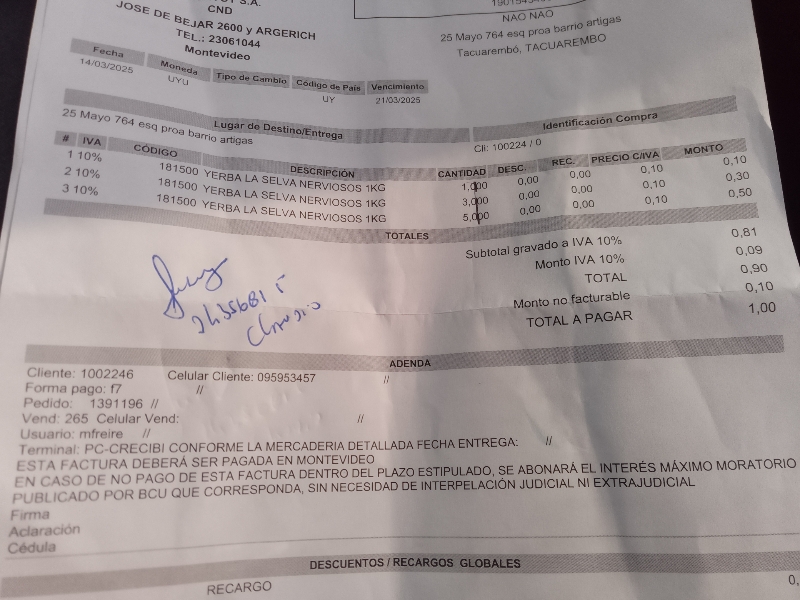 S.A.
CND
JOSE DE BEJAR 2600 y ARGERICH
TEL.: 23061044
Montevideo
NAO NAO
25 Mayo 764 esq proa barrio artigas
Tacuarembó, TACUAREMBO
Fecha Moneda Tipo de Cambio Código de País Vencimiento
14/03/2025 UYU UY 21/03/2025
Lugar de Destino/Entrega Identificación Compra
25 Mayo 764 esq proa barrio artigas Cli: 100224 / 0
# IVA CÓDIGO DESCRIPCIÓN CANTIDAD DESC. REC. PRECIO C/IVA MONTO
1 10% 181500 YERBA LA SELVA NERVIOSOS 1KG 1,000 0,00 0,00 0,10 0,10
2 10% 181500 YERBA LA SELVA NERVIOSOS 1KG 3,000 0,00 0,00 0,10 0,30
3 10% 181500 YERBA LA SELVA NERVIOSOS 1KG 5,000 0,00 0,00 0,10 0,50
TOTALES
Subtotal gravado a IVA 10% 0,81
Monto IVA 10% 0,09
TOTAL 0,90
Monto no facturable 0,10
TOTAL A PAGAR 1,00
ADENDA
Cliente: 1002246 Celular Cliente: 095953457 //
Forma pago: f7 //
Pedido: 1391196 //
Vend: 265 Celular Vend: //
Usuario: mfreire //
Terminal: PC-CRECIBI CONFORME LA MERCADERIA DETALLADA FECHA ENTREGA: //
ESTA FACTURA DEBERÁ SER PAGADA EN MONTEVIDEO
EN CASO DE NO PAGO DE ESTA FACTURA DENTRO DEL PLAZO ESTIPULADO, SE ABONARÁ EL INTERÉS MÁXIMO MORATORIO
PUBLICADO POR BCU QUE CORRESPONDA, SIN NECESIDAD DE INTERPELACIÓN JUDICIAL NI EXTRAJUDICIAL
Firma
Aclaración
Cédula
DESCUENTOS / RECARGOS GLOBALES
RECARGO 0,